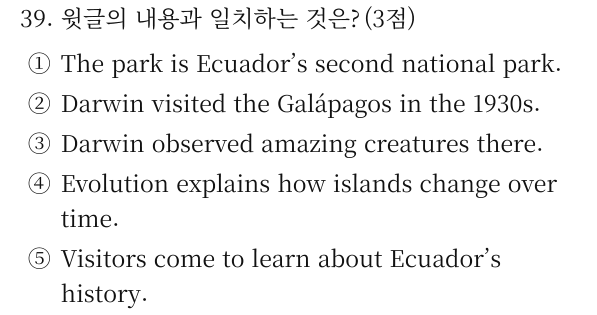 39. 윗글의 내용과 일치하는 것은? (3점)
① The park is Ecuador’s second national park.
② Darwin visited the Galápagos in the 1930s.
③ Darwin observed amazing creatures there.
④ Evolution explains how islands change over
time.
⑤ Visitors come to learn about Ecuador’s
history.